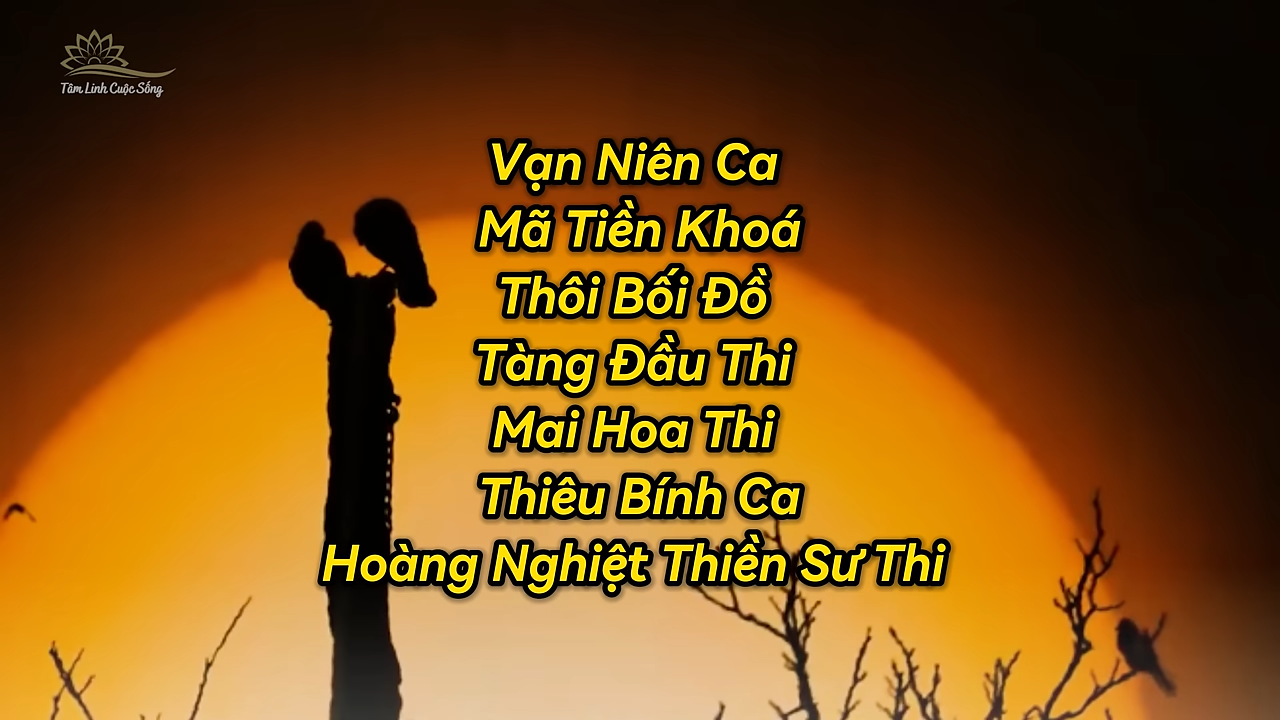 Tâm Linh Cuộc Sống
Vạn Niên Ca
Mã Tiền Khoá
Thôi Bối Đồ
Tàng Đầu Thi
Mai Hoa Thi
Thiêu Bính Ca
Hoàng Nghiệt Thiền Sư Thi